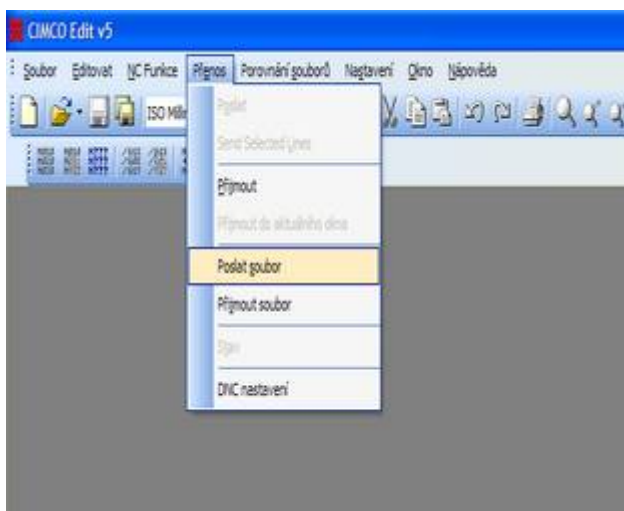 CIMCO Edit v5
Soubor Editovat NC Funkce Přenos Porovnání souborů Nastavení Okno Nápověda
ISO
Poslat
Send Selected Lines
Přijmout
Přijmout do aktuálního okna
Poslat soubor
Přijmout soubor
Stav
DNC nastavení